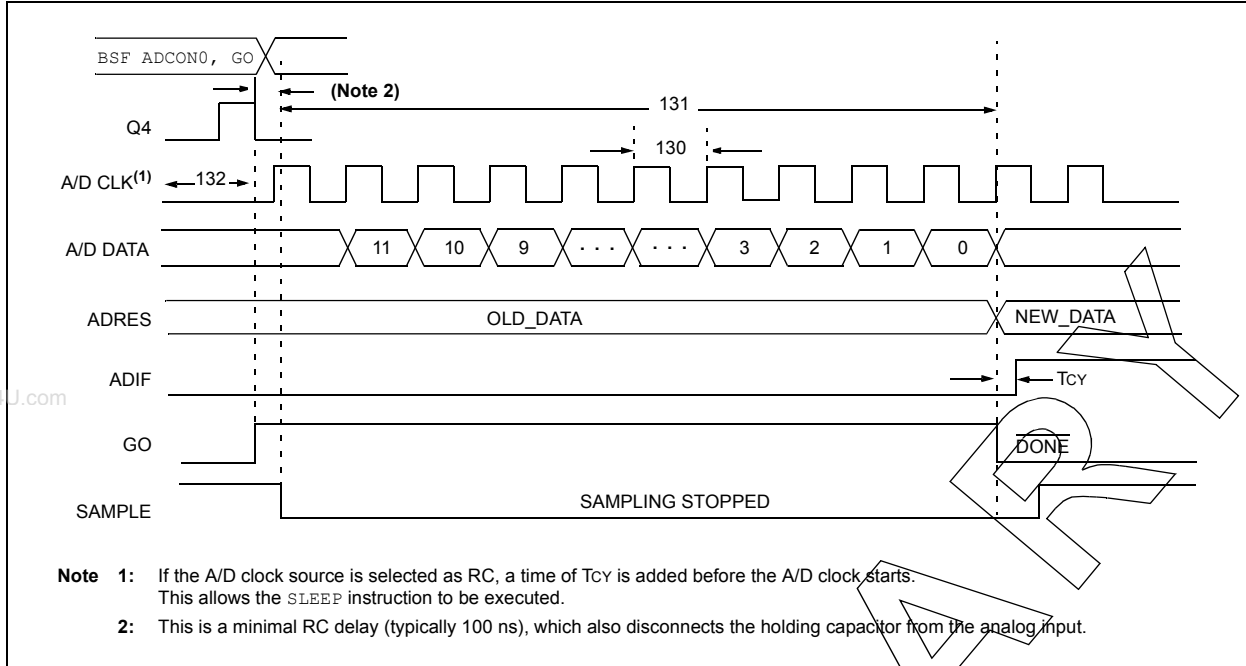 BSF ADCON0, GO
(Note 2)
131
Q4
130
A/D CLK(1)
132
A/D DATA
11 10 9 . . . . . . 3 2 1 0
ADRES
OLD_DATA
NEW_DATA
ADIF
TCY
4U.com
GO
DONE
SAMPLE
SAMPLING STOPPED
Note 1: If the A/D clock source is selected as RC, a time of TCY is added before the A/D clock starts.
This allows the SLEEP instruction to be executed.
2: This is a minimal RC delay (typically 100 ns), which also disconnects the holding capacitor from the analog input.